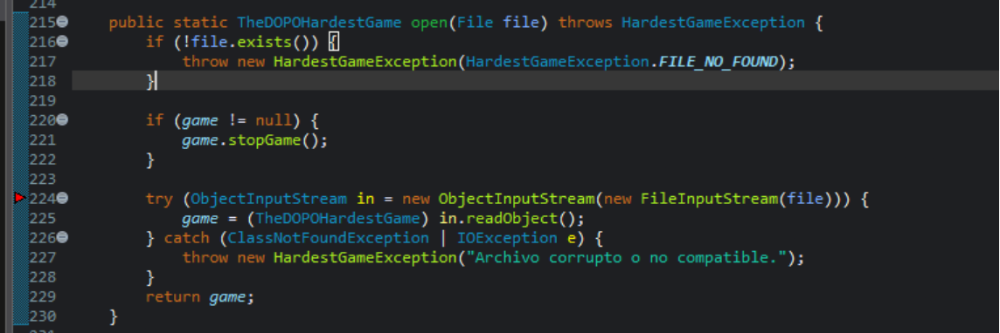 214
215 public static TheDOPOHardestGame open(File file) throws HardestGameException {
216 if (!file.exists()) {
217 throw new HardestGameException(HardestGameException.FILE_NO_FOUND);
218 }
219
220 if (game != null) {
221 game.stopGame();
222 }
223
224 try (ObjectInputStream in = new ObjectInputStream(new FileInputStream(file))) {
225 game = (TheDOPOHardestGame) in.readObject();
226 } catch (ClassNotFoundException | IOException e) {
227 throw new HardestGameException("Archivo corrupto o no compatible.");
228 }
229 return game;
230 }
231